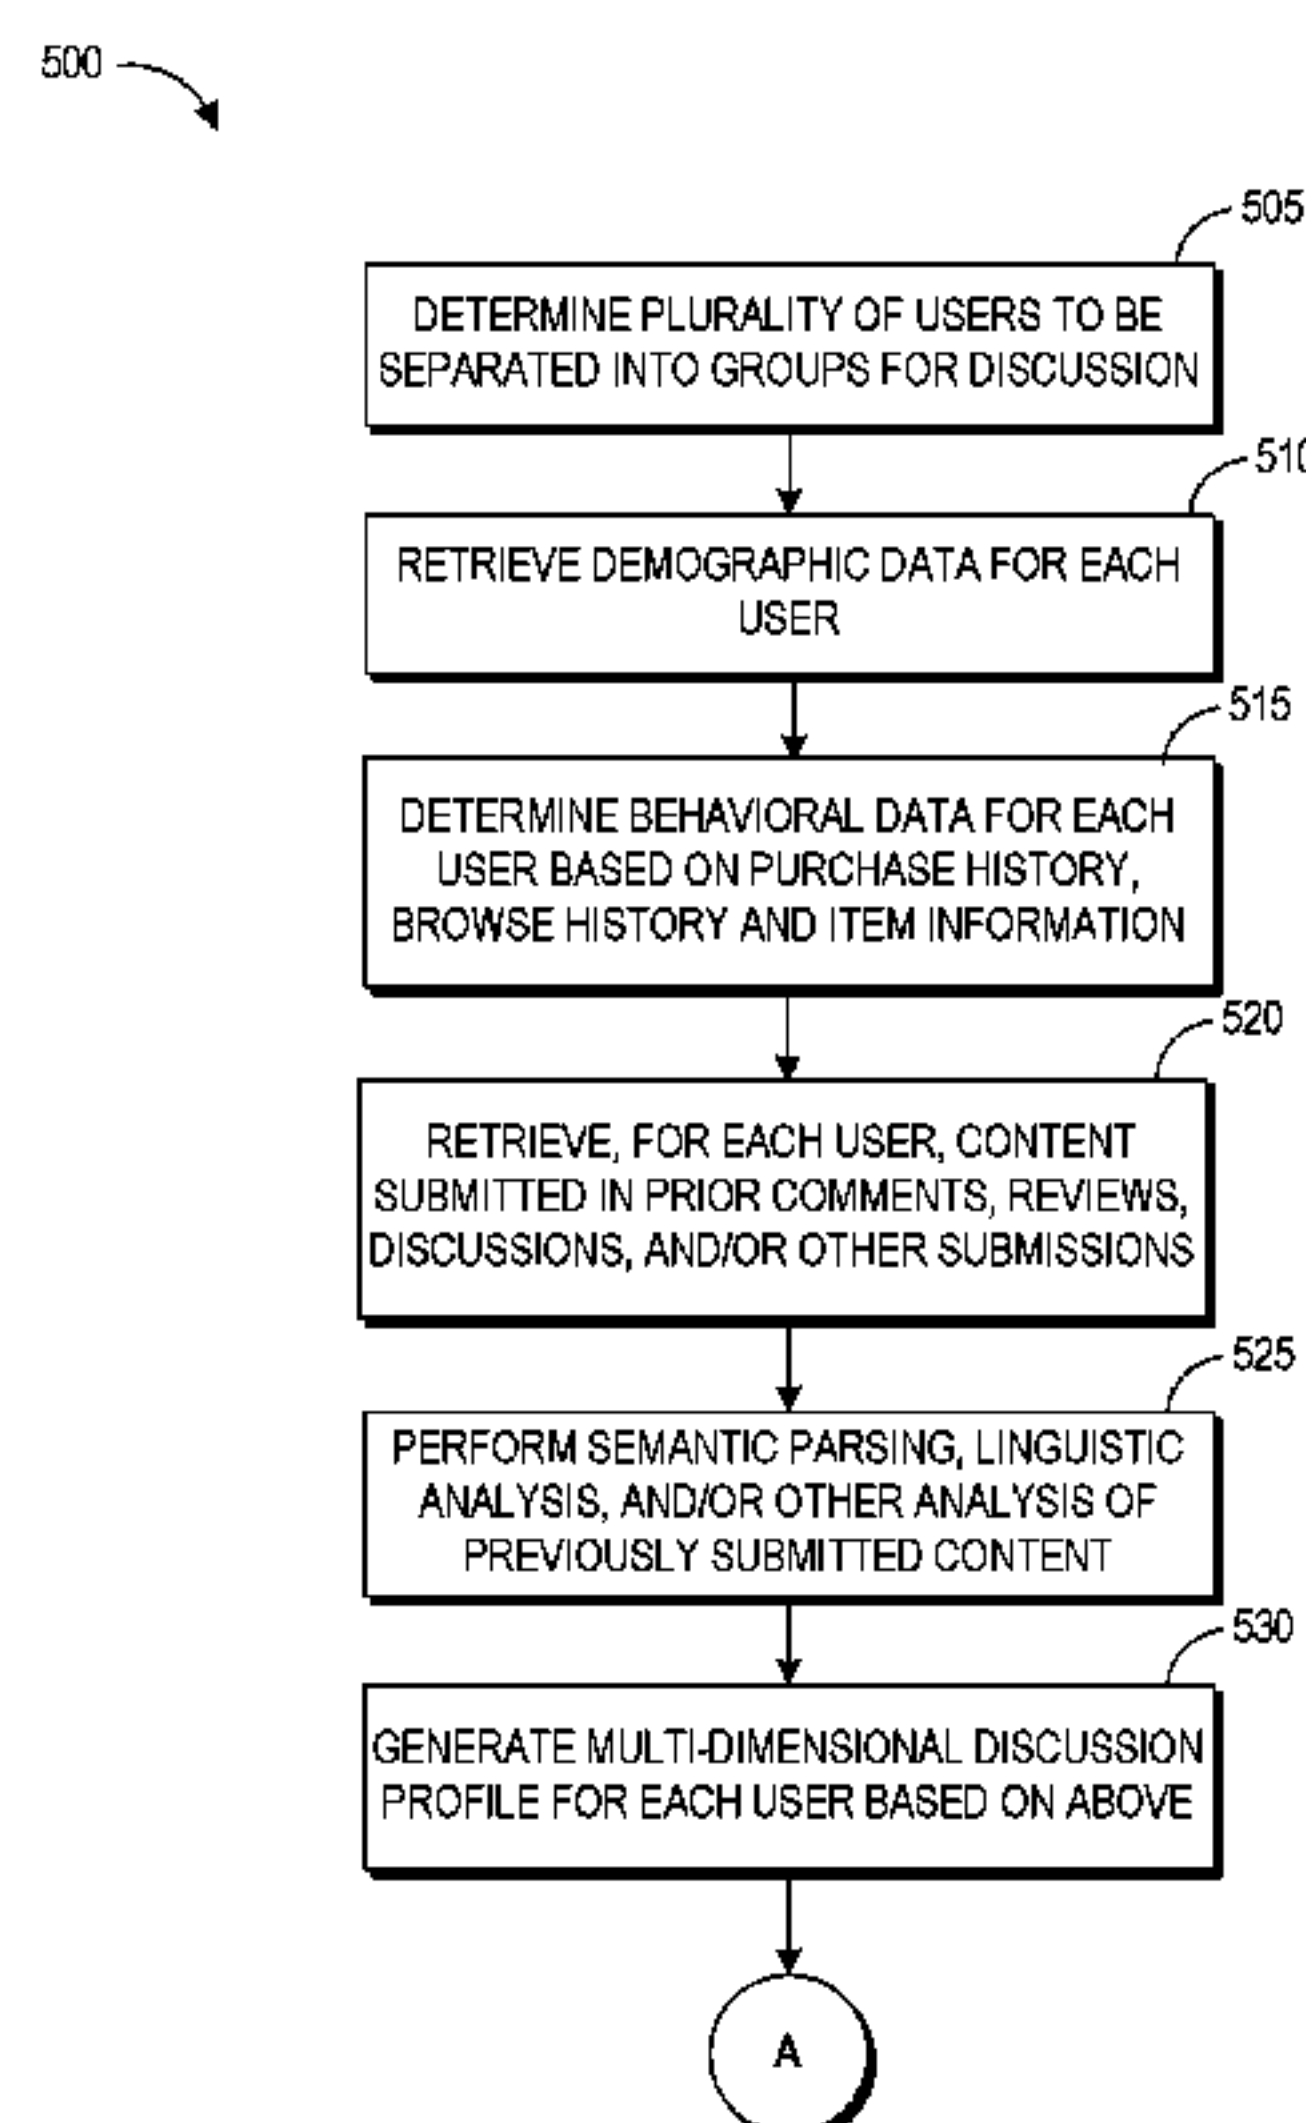 500
505
DETERMINE PLURALITY OF USERS TO BE
SEPARATED INTO GROUPS FOR DISCUSSION
510
RETRIEVE DEMOGRAPHIC DATA FOR EACH
USER
515
DETERMINE BEHAVIORAL DATA FOR EACH
USER BASED ON PURCHASE HISTORY,
BROWSE HISTORY AND ITEM INFORMATION
520
RETRIEVE, FOR EACH USER, CONTENT
SUBMITTED IN PRIOR COMMENTS, REVIEWS,
DISCUSSIONS, AND/OR OTHER SUBMISSIONS
525
PERFORM SEMANTIC PARSING, LINGUISTIC
ANALYSIS, AND/OR OTHER ANALYSIS OF
PREVIOUSLY SUBMITTED CONTENT
530
GENERATE MULTI-DIMENSIONAL DISCUSSION
PROFILE FOR EACH USER BASED ON ABOVE
A